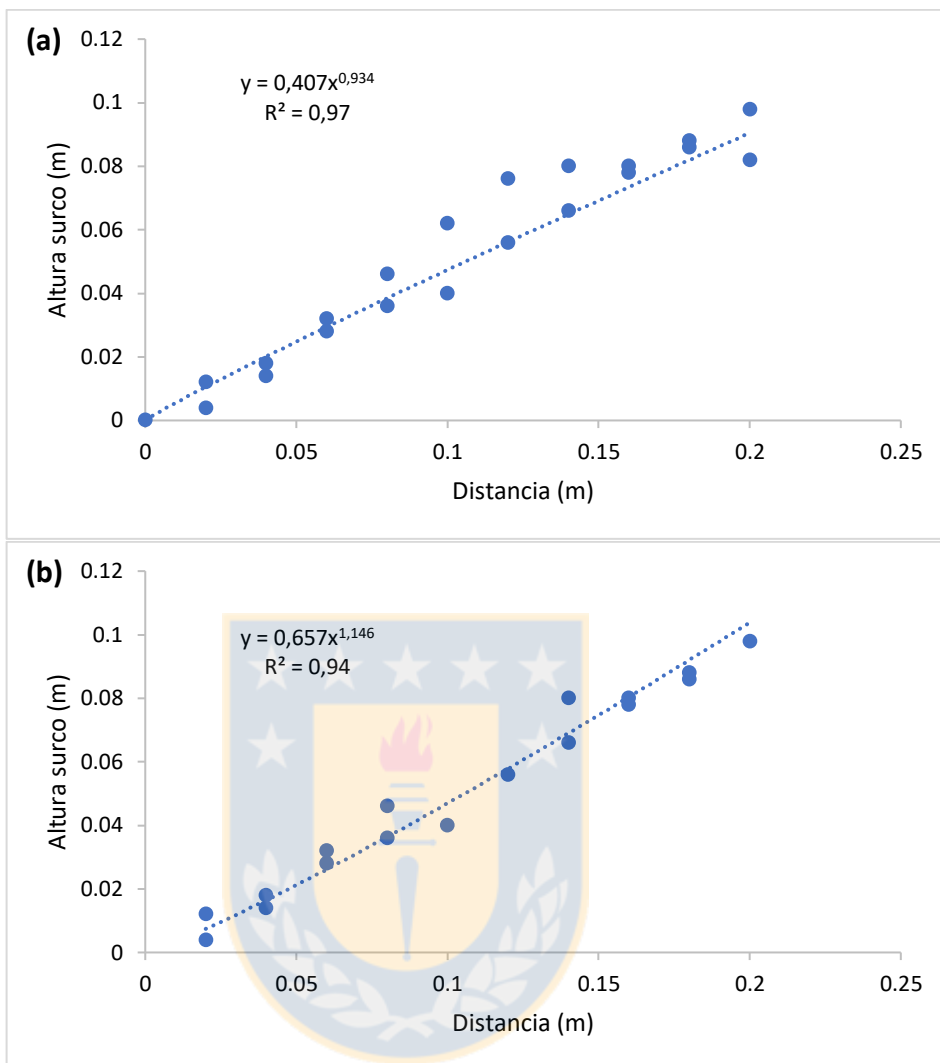 (a)
0.12
0.1
0.08
0.06
0.04
0.02
0
Altura surco (m)
y = 0,407x^0,934
R² = 0,97
0 0.05 0.1 0.15 0.2 0.25
Distancia (m)
(b)
0.12
0.1
0.08
0.06
0.04
0.02
0
Altura surco (m)
y = 0,657x^1,146
R² = 0,94
0 0.05 0.1 0.15 0.2 0.25
Distancia (m)